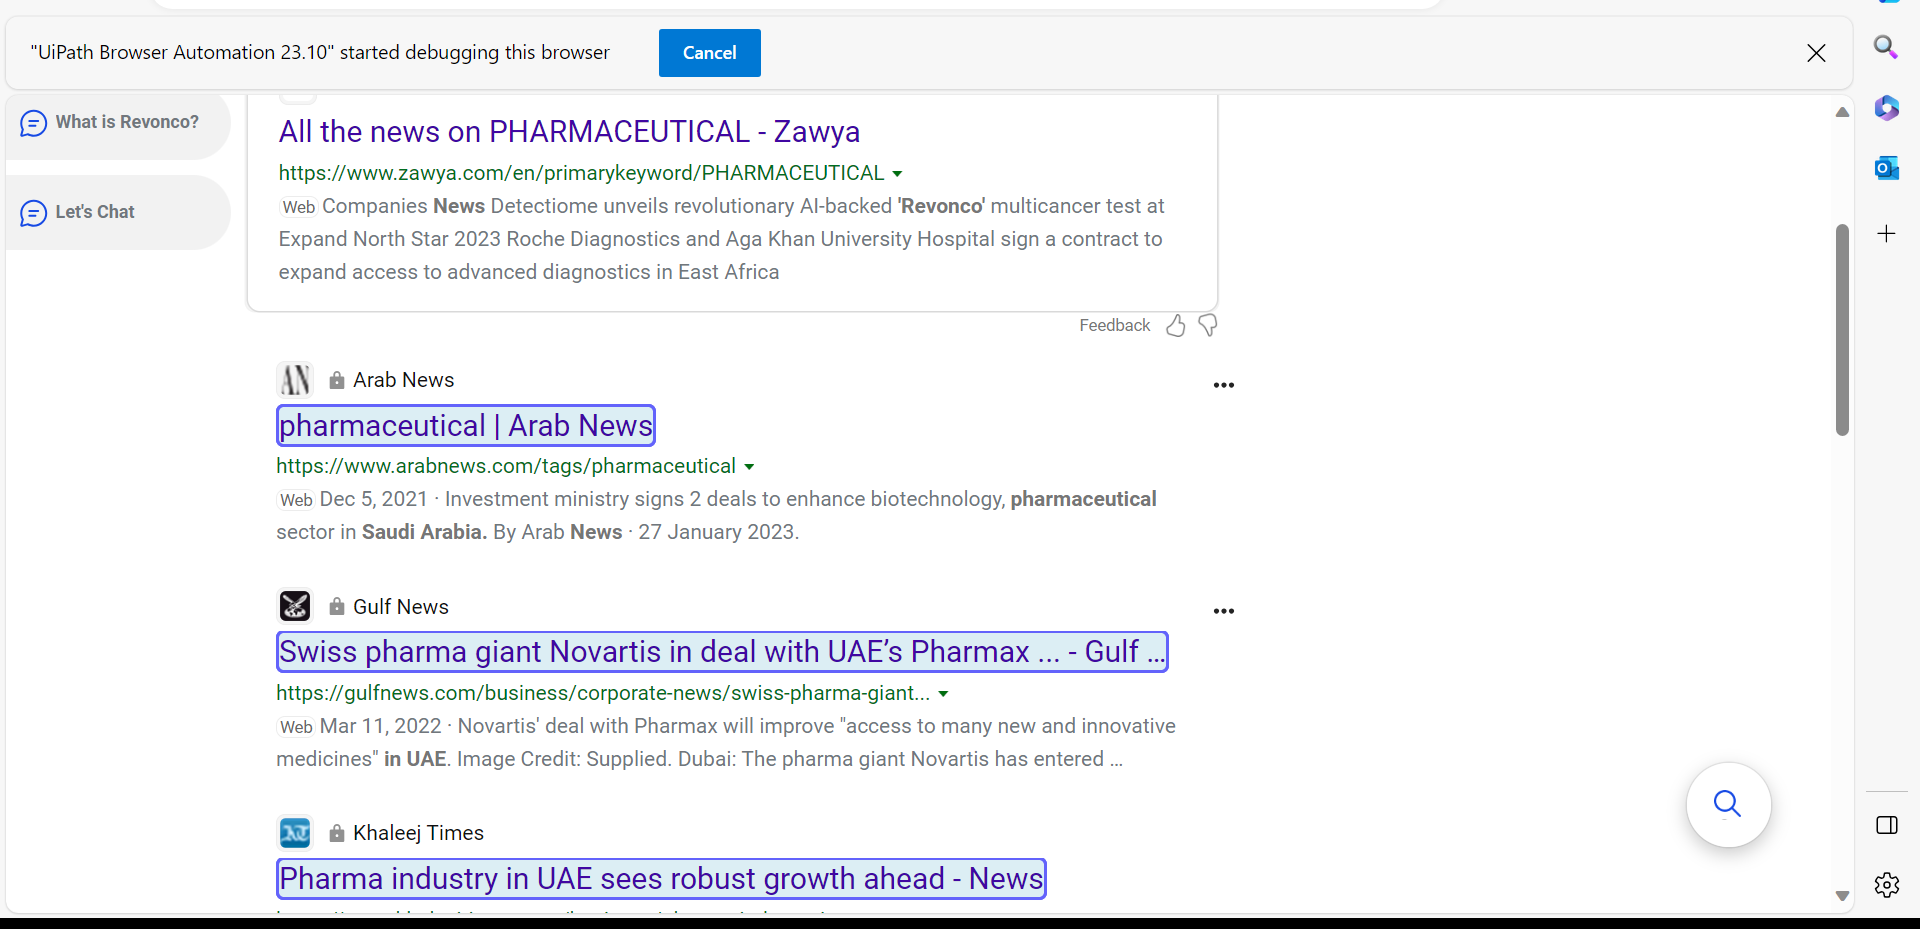 "UiPath Browser Automation 23.10" started debugging this browser
Cancel
What is Revonco?
Let's Chat
All the news on PHARMACEUTICAL - Zawya
https://www.zawya.com/en/primarykeyword/PHARMACEUTICAL
Web Companies News Detectiome unveils revolutionary AI-backed 'Revonco' multicancer test at
Expand North Star 2023 Roche Diagnostics and Aga Khan University Hospital sign a contract to
expand access to advanced diagnostics in East Africa
Feedback
AN Arab News
pharmaceutical | Arab News
https://www.arabnews.com/tags/pharmaceutical
Web Dec 5, 2021 · Investment ministry signs 2 deals to enhance biotechnology, pharmaceutical
sector in Saudi Arabia. By Arab News · 27 January 2023.
Gulf News
Swiss pharma giant Novartis in deal with UAE’s Pharmax ... - Gulf ...
https://gulfnews.com/business/corporate-news/swiss-pharma-giant...
Web Mar 11, 2022 · Novartis' deal with Pharmax will improve "access to many new and innovative
medicines" in UAE. Image Credit: Supplied. Dubai: The pharma giant Novartis has entered ...
Khaleej Times
Pharma industry in UAE sees robust growth ahead - News